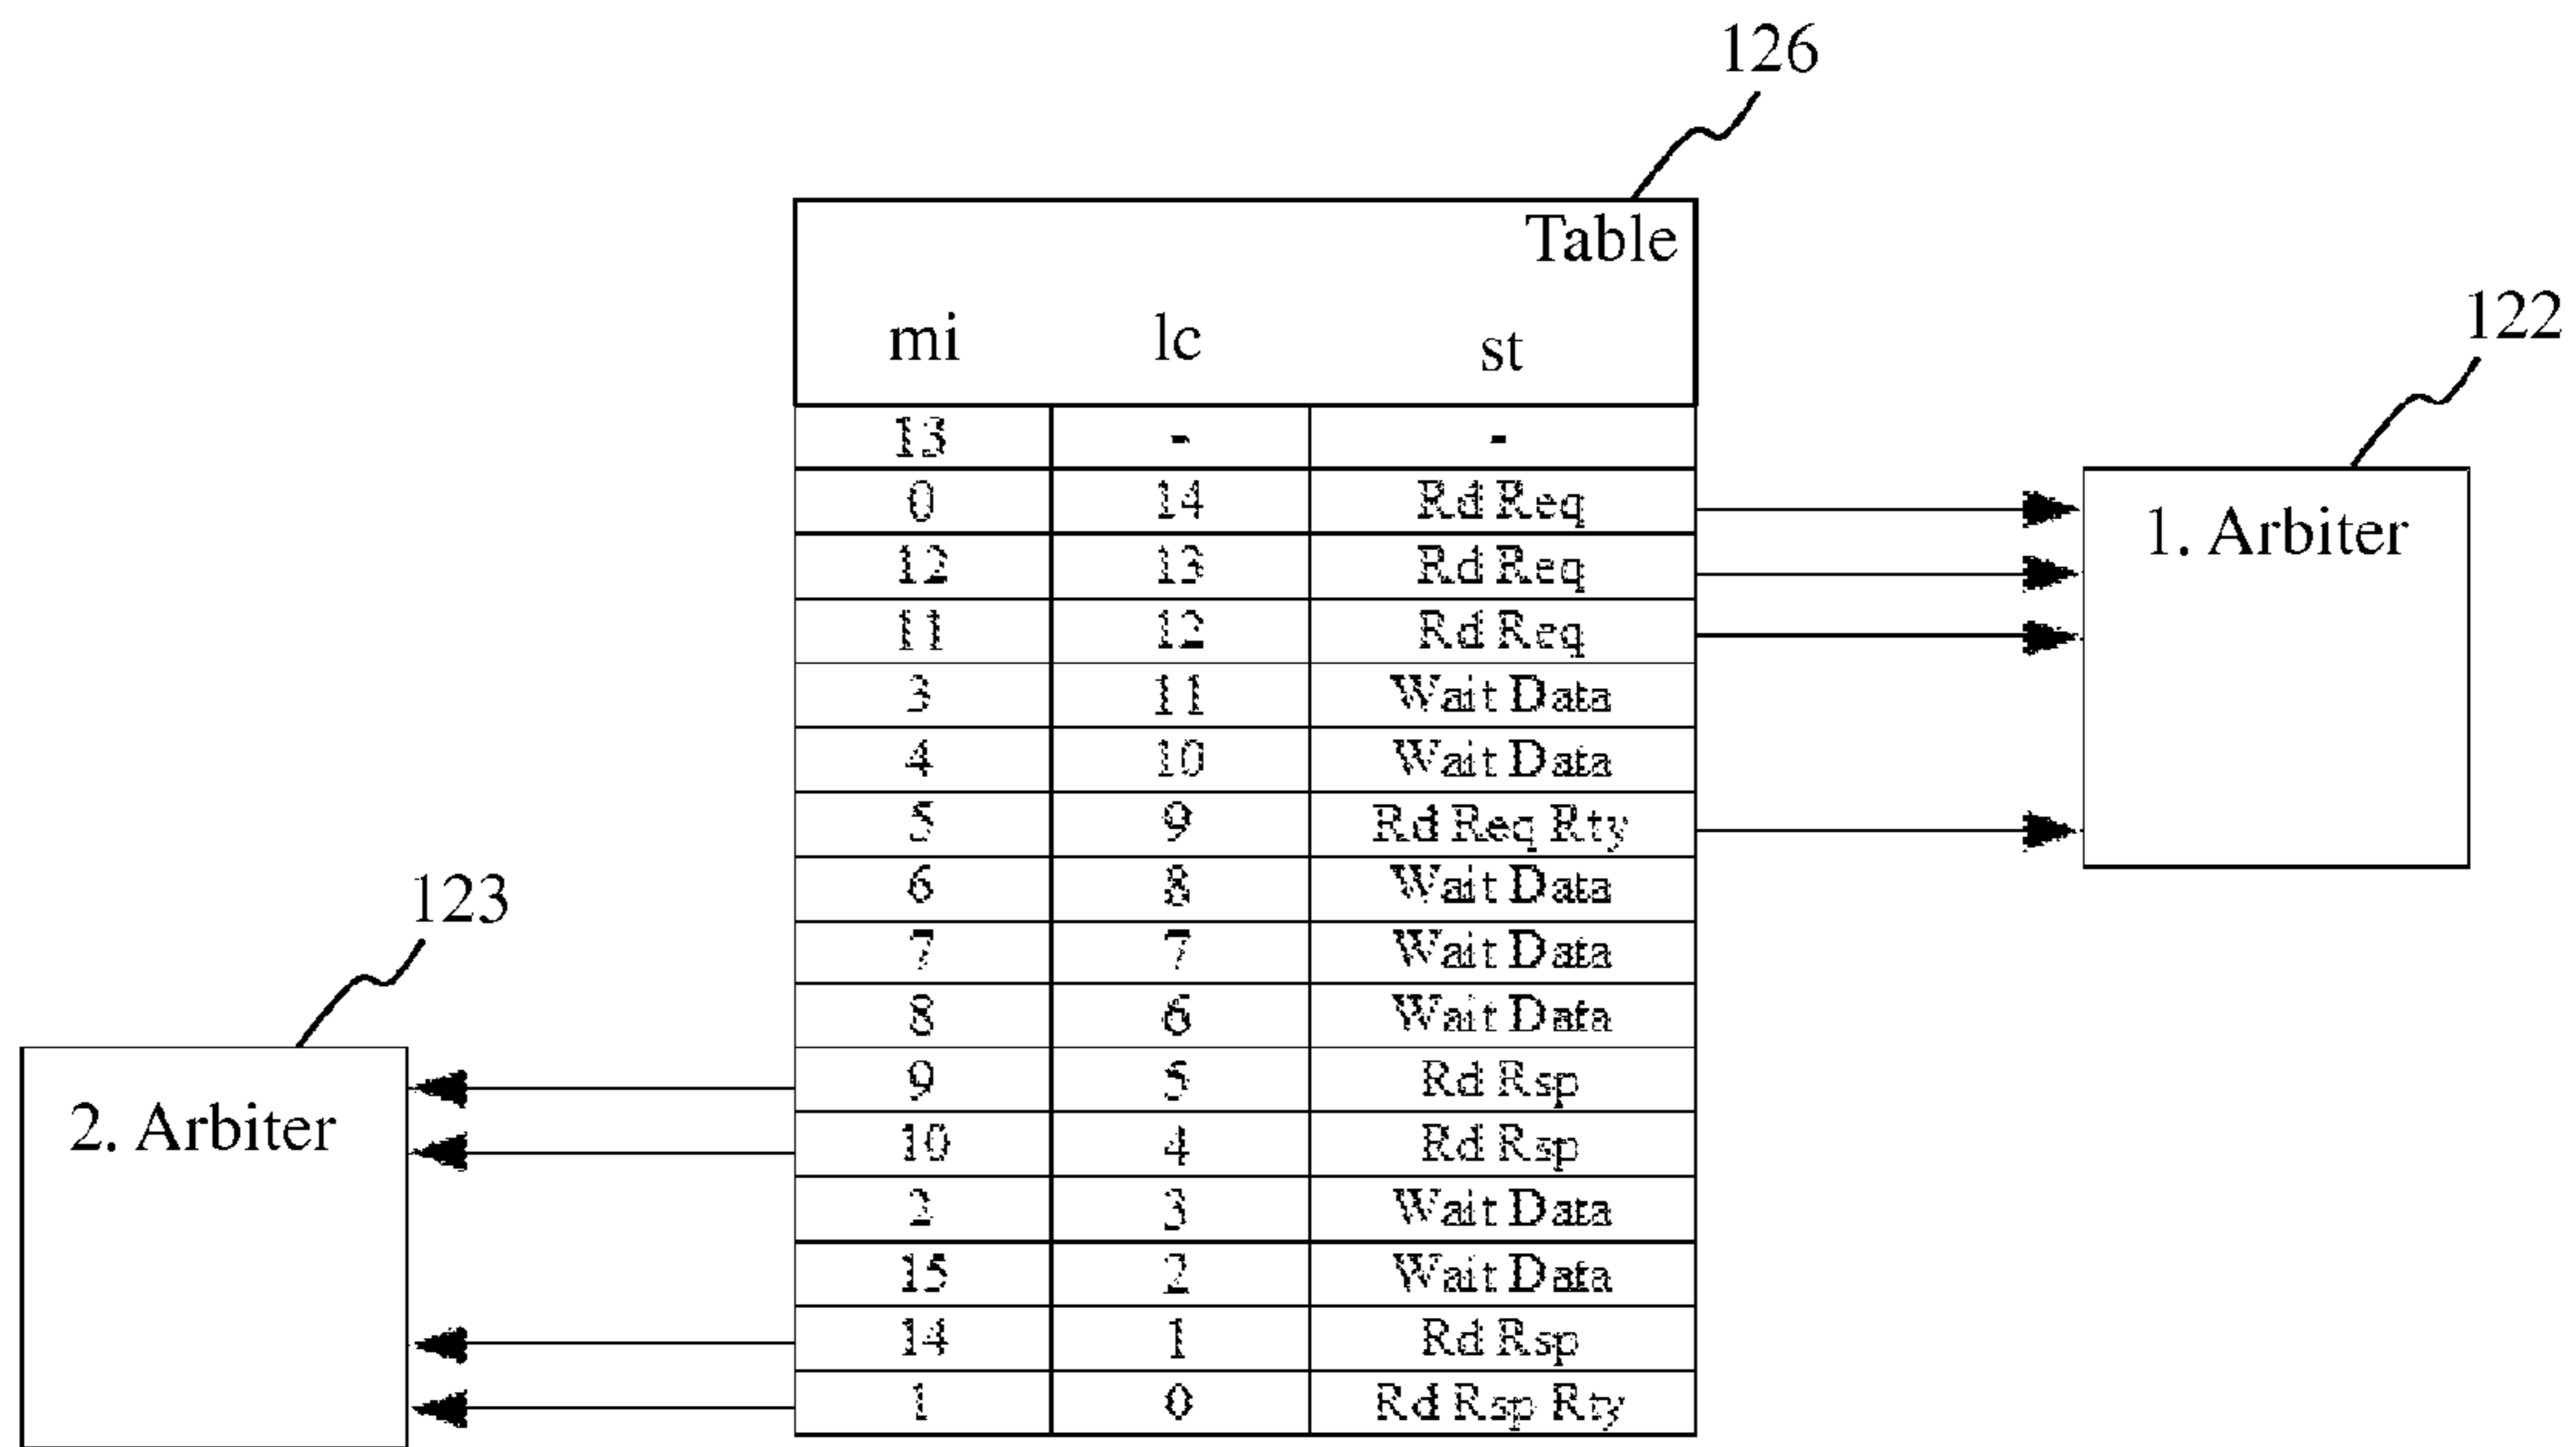 126
Table
mi lc st
122
13 - -
0 14 Rd Req
1. Arbiter
12 13 Rd Req
11 12 Rd Req
3 11 Wait Data
4 10 Wait Data
5 9 Rd Req Rty
6 8 Wait Data
123
7 7 Wait Data
8 6 Wait Data
9 5 Rd Rsp
2. Arbiter
10 4 Rd Rsp
2 3 Wait Data
15 2 Wait Data
14 1 Rd Rsp
1 0 Rd Rsp Rty